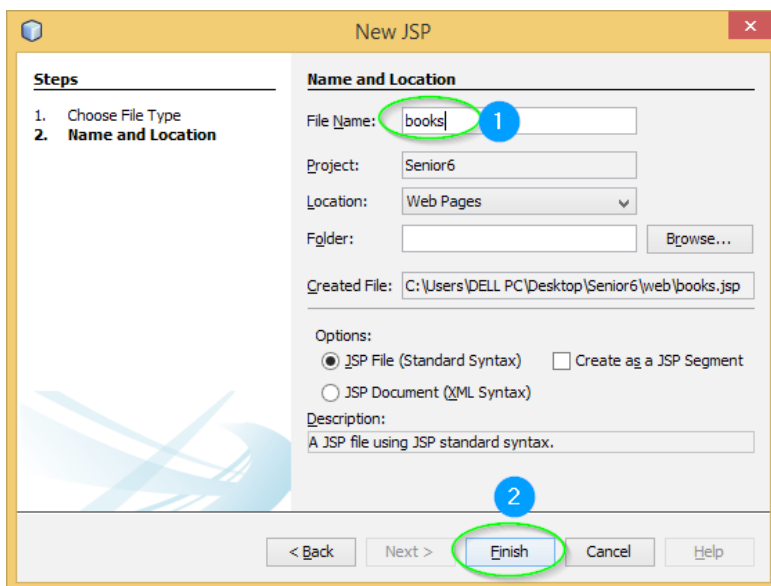 New JSP
Steps
1. Choose File Type
2. Name and Location
Name and Location
File Name: books 1
Project: Senior6
Location: Web Pages
Folder: Browse...
Created File: C:\Users\DELL PC\Desktop\Senior6\web\books.jsp
Options:
JSP File (Standard Syntax) Create as a JSP Segment
JSP Document (XML Syntax)
Description:
A JSP file using JSP standard syntax.
2
< Back Next > Finish Cancel Help